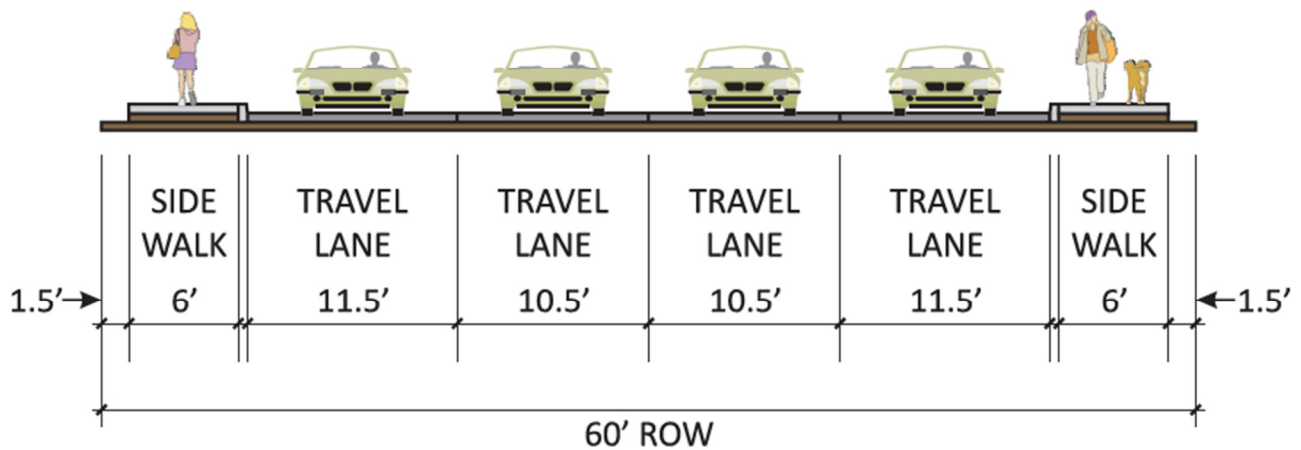 SIDE
WALK
6’
TRAVEL
LANE
11.5’
TRAVEL
LANE
10.5’
TRAVEL
LANE
10.5’
TRAVEL
LANE
11.5’
SIDE
WALK
6’
1.5’
1.5’
60’ ROW